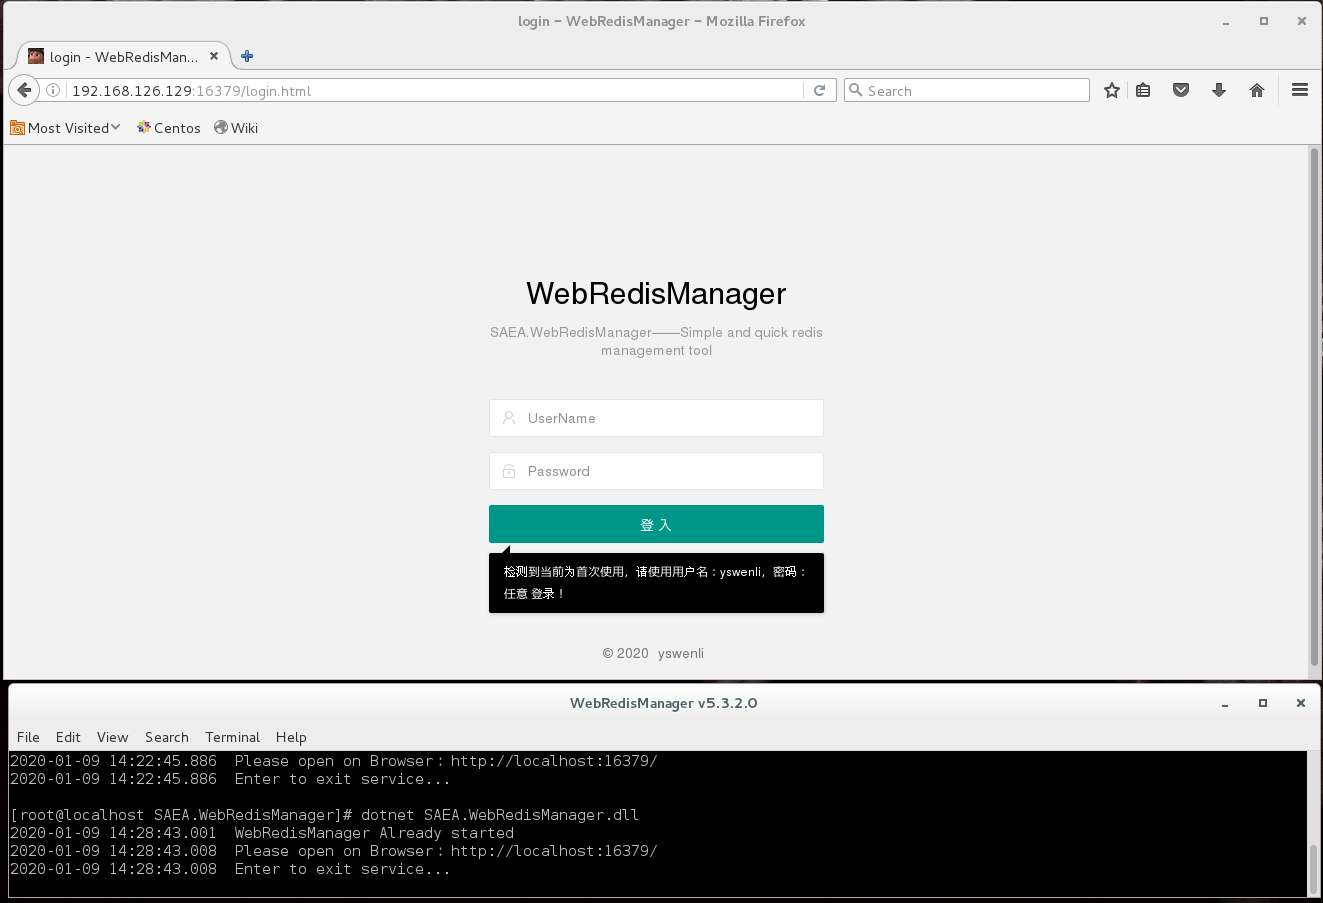 login – WebRedisManager – Mozilla Firefox
login - WebRedisMan...
192.168.126.129:16379/login.html
Search
Most Visited
Centos
Wiki
WebRedisManager
SAEA.WebRedisManager——Simple and quick redis
management tool
UserName
Password
登 入
检测到当前为首次使用，请使用用户名：yswenli，密码：
任意 登录！
© 2020 yswenli
WebRedisManager v5.3.2.0
File Edit View Search Terminal Help
2020-01-09 14:22:45.886 Please open on Browser：http://localhost:16379/
2020-01-09 14:22:45.886 Enter to exit service...
[root@localhost SAEA.WebRedisManager]# dotnet SAEA.WebRedisManager.dll
2020-01-09 14:28:43.001 WebRedisManager Already started
2020-01-09 14:28:43.008 Please open on Browser：http://localhost:16379/
2020-01-09 14:28:43.008 Enter to exit service...